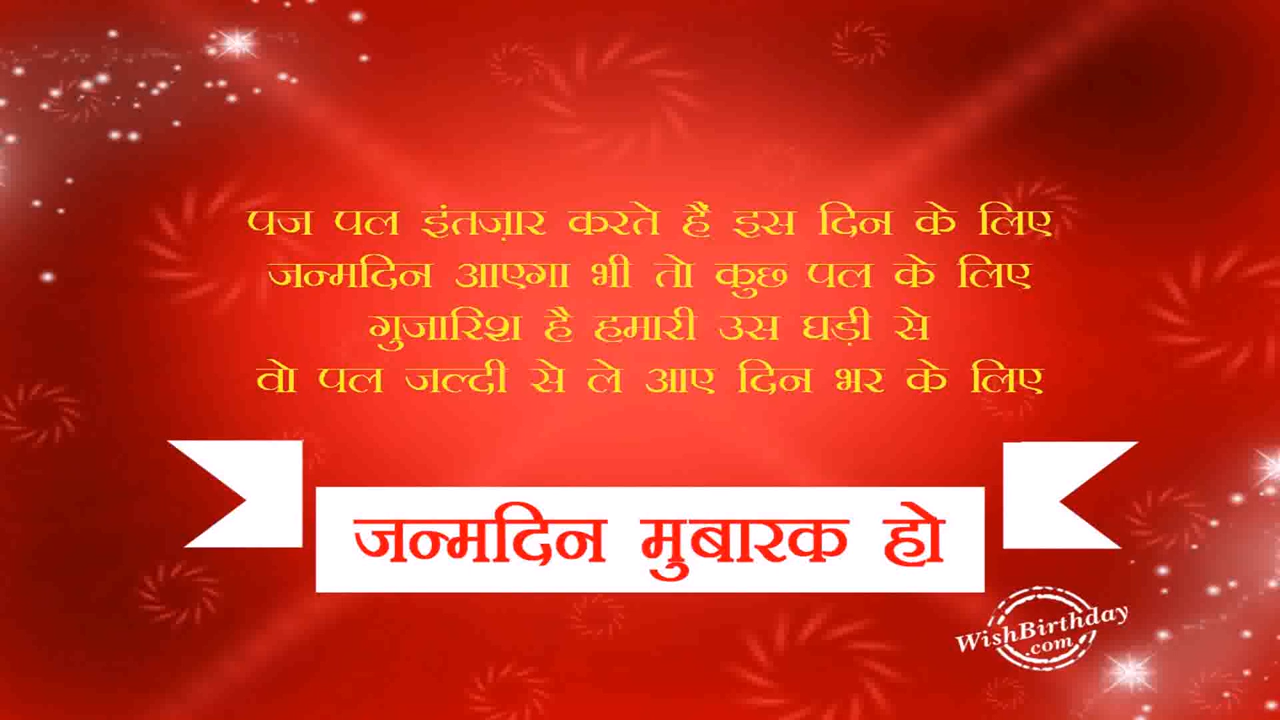 पज पल इंतज़ार करते हैं इस दिन के लिए
जन्मदिन आएगा भी तो कुछ पल के लिए
गुजारिश है हमारी उस घड़ी से
वो पल जल्दी से ले आए दिन भर के लिए
जन्मदिन मुबारक हो
WishBirthday
.com